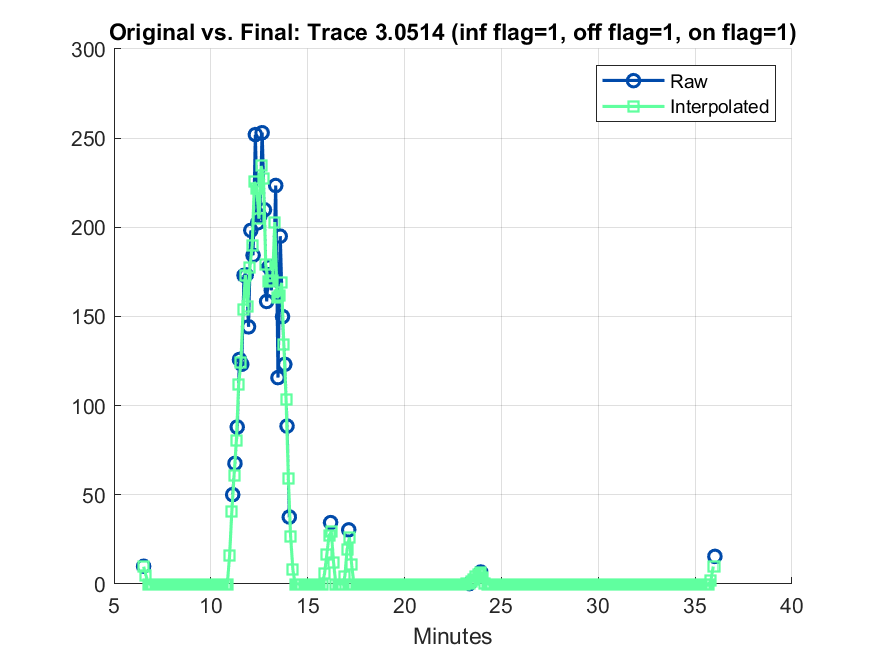 Original vs. Final: Trace 3.0514 (inf flag=1, off flag=1, on flag=1)
300
250
200
150
100
50
0
Raw
Interpolated
5 10 15 20 25 30 35 40
Minutes